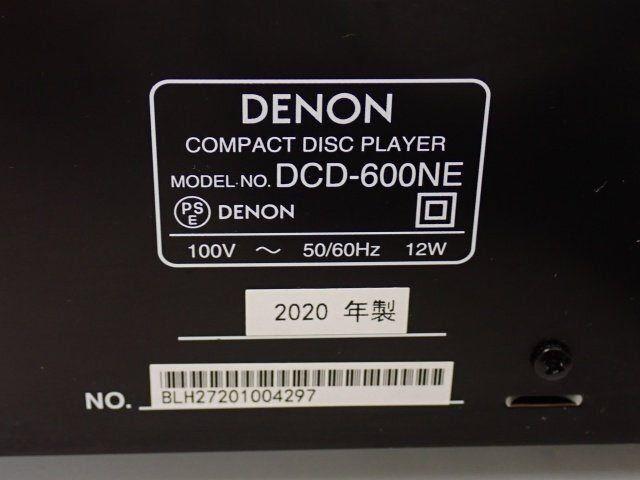 DENON
COMPACT DISC PLAYER
MODEL NO. DCD-600NE
PS E DENON
100V ～ 50/60Hz 12W
2020 年製
NO. BLH27201004297